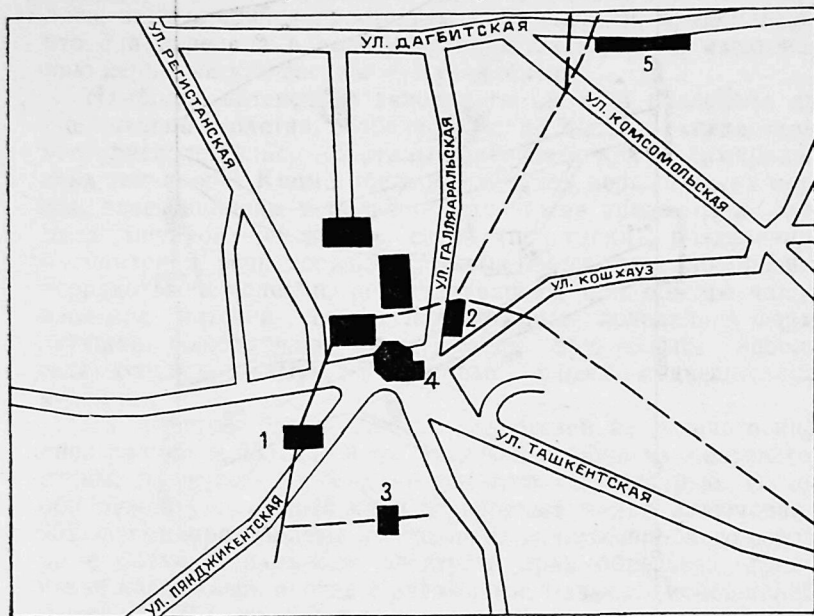 УЛ. РЕГИСТАНСКАЯ
УЛ. ДАГБИТСКАЯ
5
УЛ. КОМСОМОЛЬСКАЯ
УЛ. ГАЛЛЯАРАЛЬСКАЯ
УЛ. КОШХАУЗ
2
4
1
УЛ. ТАШКЕНТСКАЯ
3
УЛ. ПЯНДЖИКЕНТСКАЯ